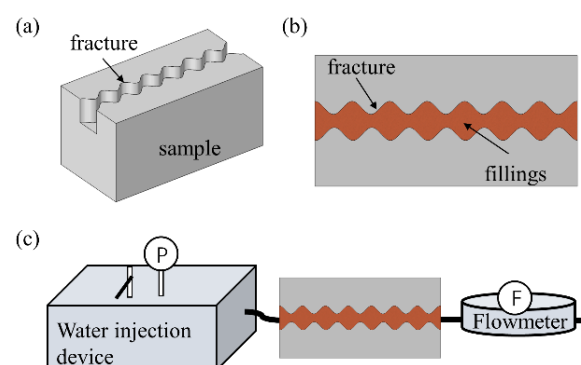 (a)
fracture
sample
(b)
fracture
fillings
(c)
P
Water injection
device
F
Flowmeter